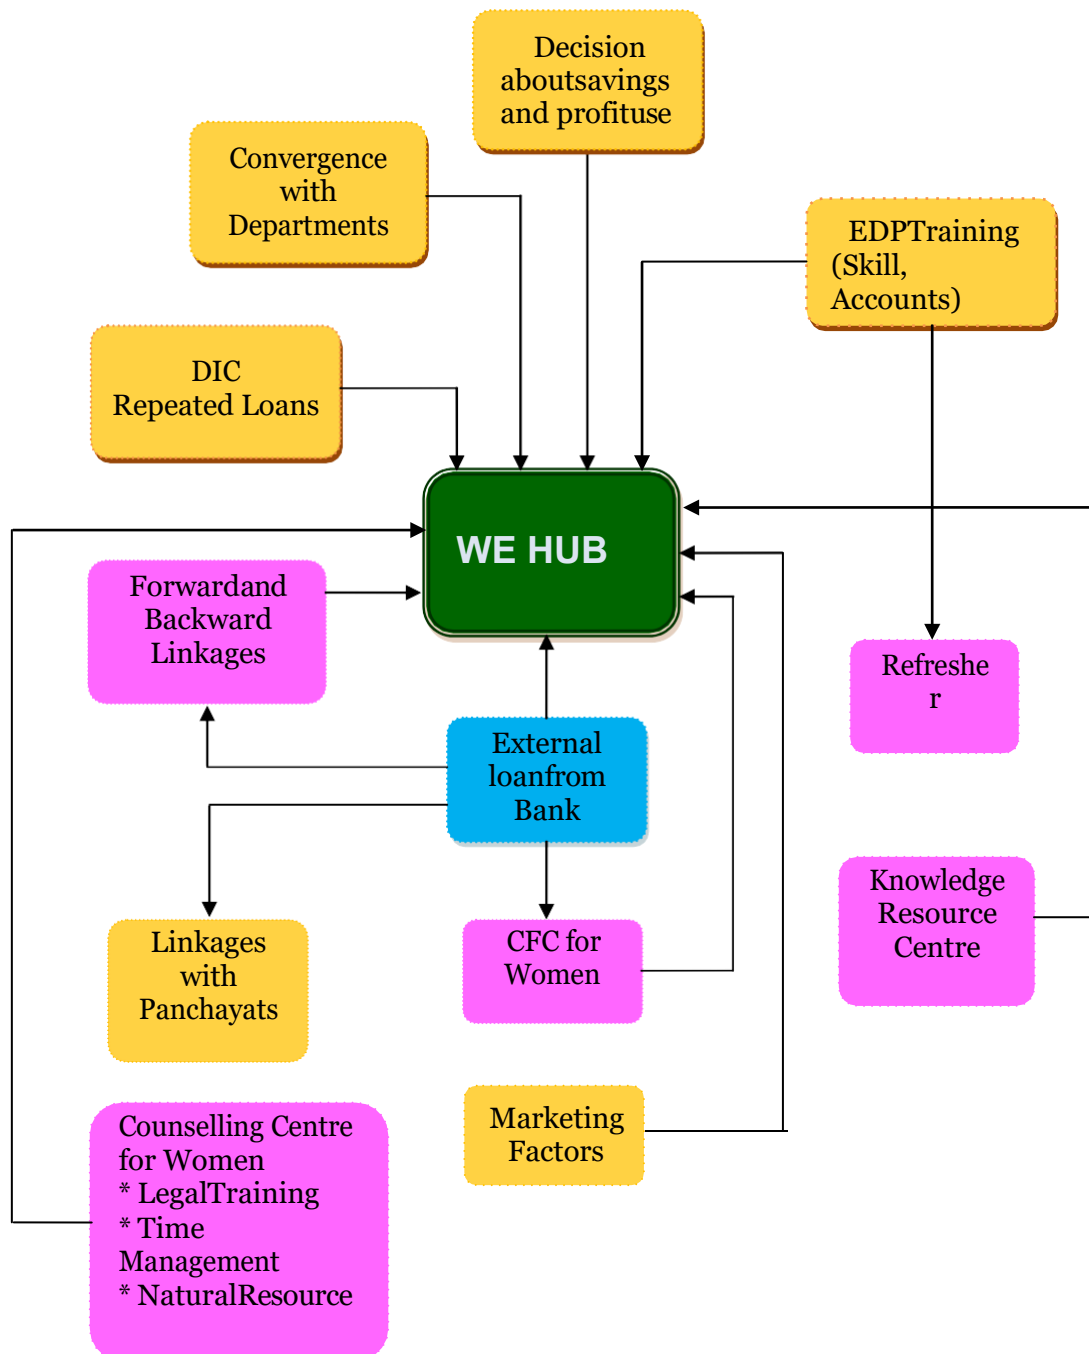 Decision
aboutsavings
and profituse
Convergence
with
Departments
EDPTraining
(Skill,
Accounts)
DIC
Repeated Loans
WE HUB
Forwardand
Backward
Linkages
Refreshe
r
External
loanfrom
Bank
Knowledge
Resource
Centre
Linkages
with
Panchayats
CFC for
Women
Marketing
Factors
Counselling Centre
for Women
* LegalTraining
* Time
Management
* NaturalResource